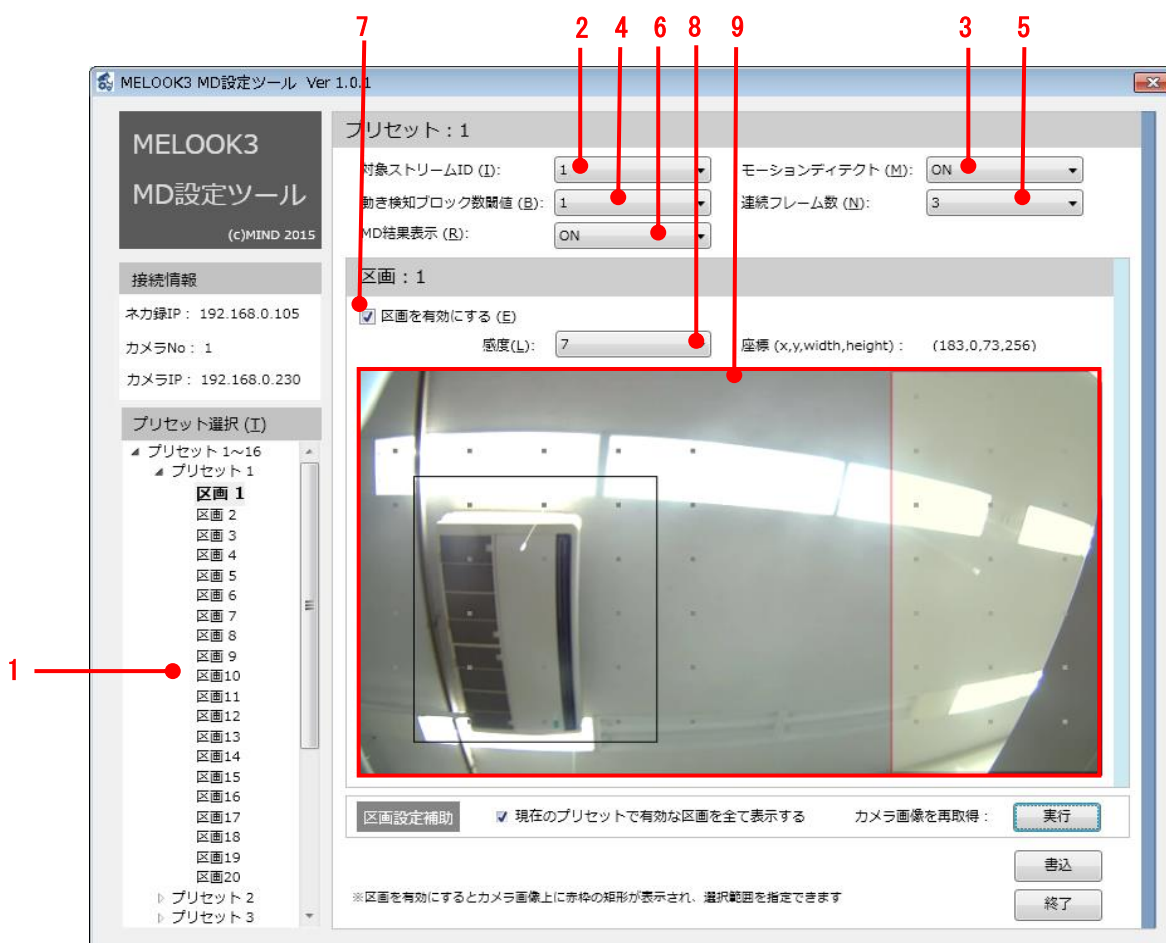 7 2 4 6 8 9 3 5
MELOOK3 MD設定ツール Ver 1.0.1
MELOOK3
MD設定ツール
(c)MIND 2015
接続情報
ネカ録IP： 192.168.0.105
カメラNo： 1
カメラIP： 192.168.0.230
プリセット選択 (T)
プリセット 1～16
プリセット 1
区画 1
区画 2
区画 3
区画 4
区画 5
区画 6
区画 7
区画 8
区画 9
1
区画10
区画11
区画12
区画13
区画14
区画15
区画16
区画17
区画18
区画19
区画20
プリセット 2
プリセット 3
プリセット：1
対象ストリームID (I): 1 モーションディテクト (M): ON
動き検知ブロック数閾値 (B): 1 連続フレーム数 (N): 3
MD結果表示 (R): ON
区画：1
区画を有効にする (E)
感度(L): 7 座標 (x,y,width,height)： (183,0,73,256)
区画設定補助 現在のプリセットで有効な区画を全て表示する カメラ画像を再取得： 実行
書込
※区画を有効にするとカメラ画像上に赤枠の矩形が表示され、選択範囲を指定できます
終了